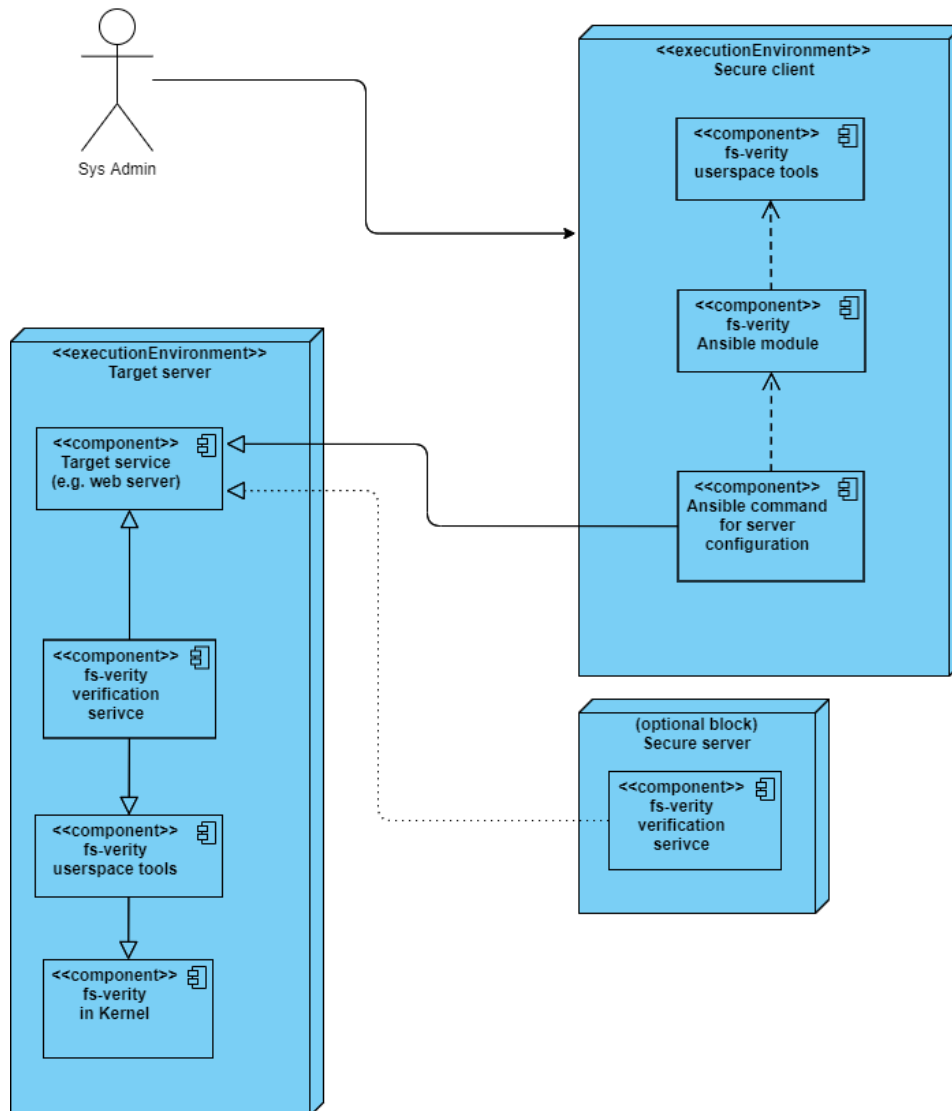 Sys Admin
<<executionEnvironment>>
Secure client
<<component>>
fs-verity
userspace tools
<<component>>
fs-verity
Ansible module
<<component>>
Ansible command
for server
configuration
<<executionEnvironment>>
Target server
<<component>>
Target service
(e.g. web server)
<<component>>
fs-verity
verification
serivce
<<component>>
fs-verity
userspace tools
<<component>>
fs-verity
in Kernel
(optional block)
Secure server
<<component>>
fs-verity
verification
serivce